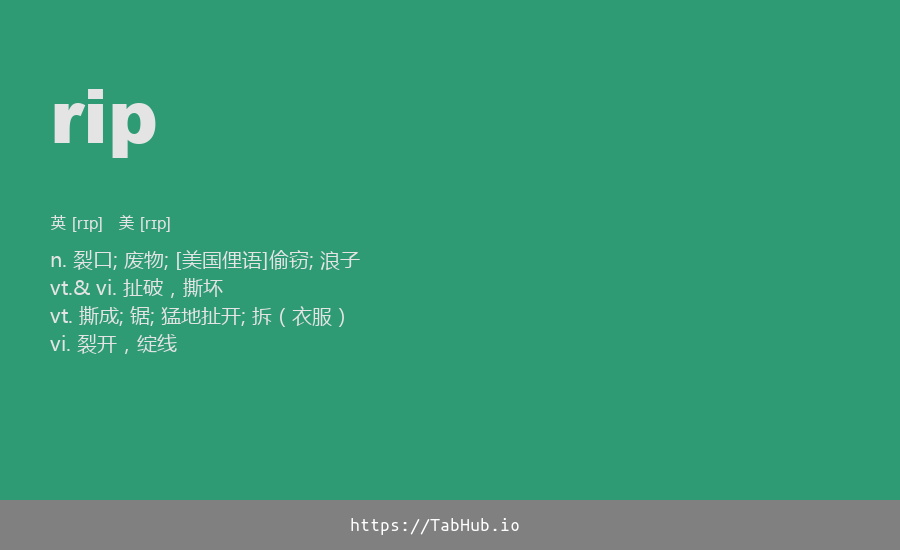 rip
英 [rɪp] 美 [rɪp]
n. 裂口; 废物; [美国俚语]偷窃; 浪子
vt.& vi. 扯破，撕坏
vt. 撕成; 锯; 猛地扯开; 拆（衣服）
vi. 裂开，绽线
https://TabHub.io